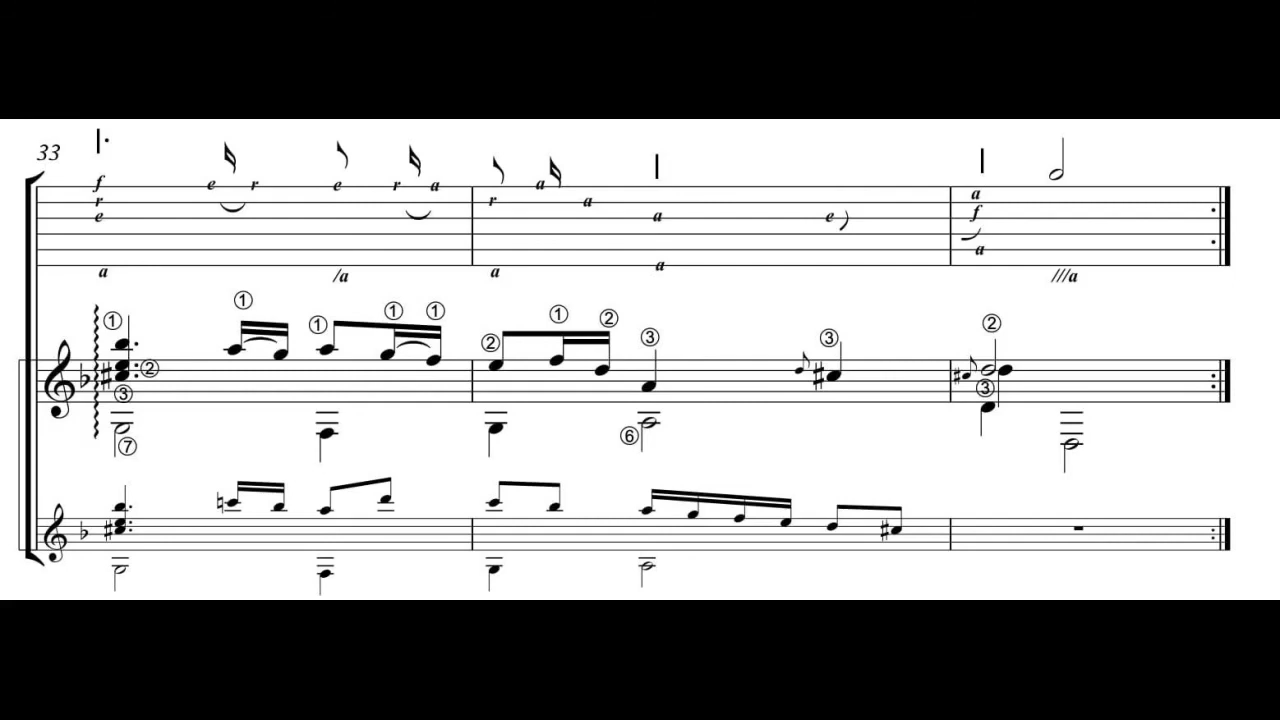 33
f e r e r a a a
r r a
e a e f
a
a /a a a ///a
① ① ① ① ① ① ②
② ② ③ ③ ②
③ ③
⑦ ⑥